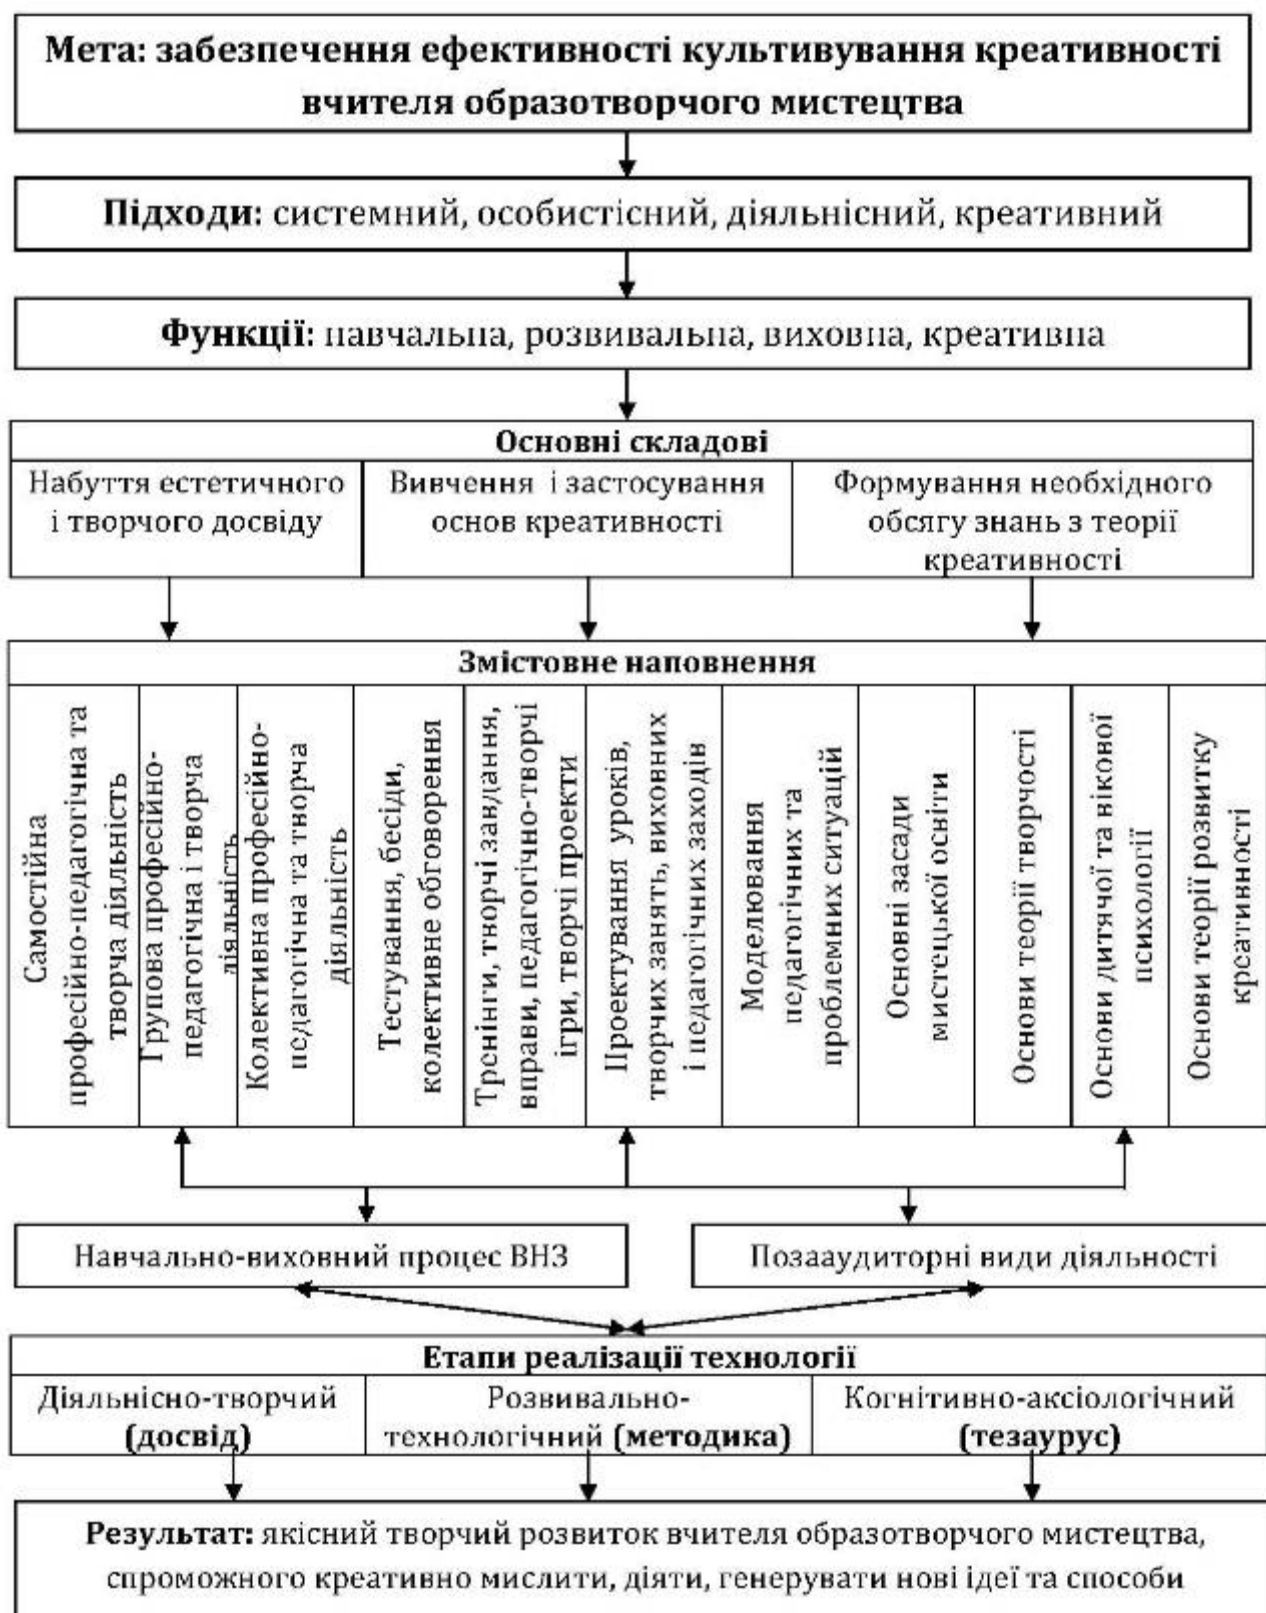 Мета: забезпечення ефективності культивування креативності
вчителя образотворчого мистецтва
Підходи: системний, особистісний, діяльнісний, креативний
Функції: навчальна, розвивальна, виховна, креативна
Основні складові
Набуття естетичного
і творчого досвіду
Вивчення і застосування
основ креативності
Формування необхідного
обсягу знань з теорії
креативності
Змістовне наповнення
Самостійна
професійно-педагогічна та
творча діяльність
Групова професійно-
педагогічна і творча
діяльність
Колективна професійно-
педагогічна та творча
діяльність
Тестування, бесіди,
колективне обговорення
Тренінги, творчі завдання,
вправи, педагогічно-творчі
ігри, творчі проекти
Проектування уроків,
творчих занять, виховних
і педагогічних заходів
Моделювання
педагогічних та
проблемних ситуацій
Основні засади
мистецької освіти
Основи теорії творчості
Основи дитячої та вікової
психології
Основи теорії розвитку
креативності
Навчально-виховний процес ВНЗ
Позааудиторні види діяльності
Етапи реалізації технології
Діяльнісно-творчий
(досвід)
Розвивально-
технологічний (методика)
Когнітивно-аксіологічний
(тезаурус)
Результат: якісний творчий розвиток вчителя образотворчого мистецтва,
спроможного креативно мислити, діяти, генерувати нові ідеї та способи